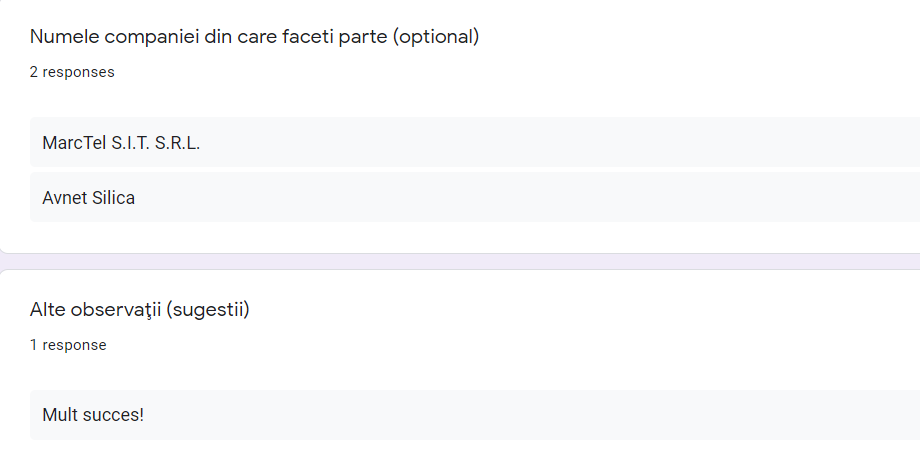 Numele companiei din care faceti parte (optional)
2 responses
MarcTel S.I.T. S.R.L.
Avnet Silica
Alte observaţii (sugestii)
1 response
Mult succes!